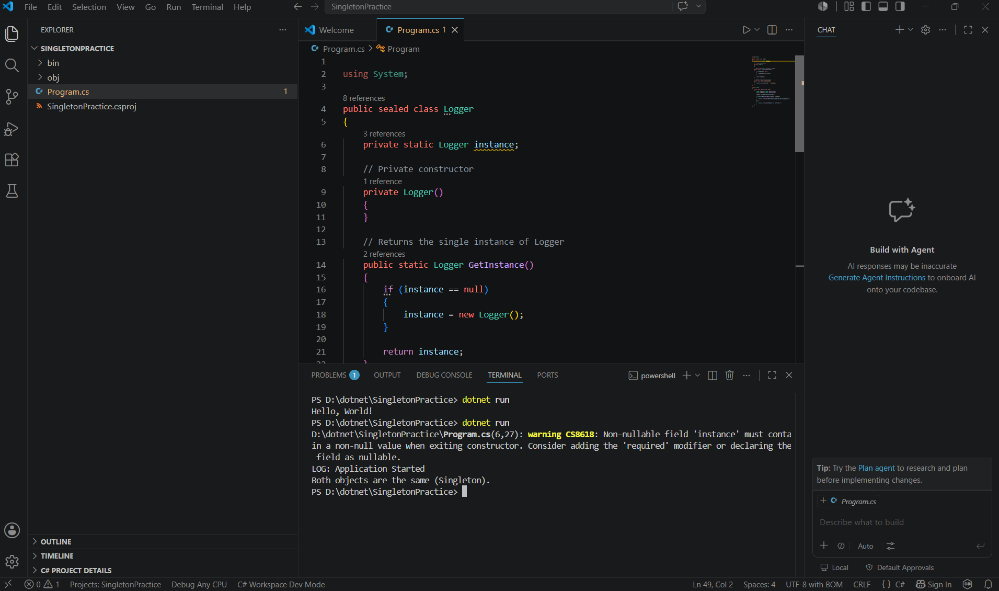 File Edit Selection View Go Run Terminal Help
SingletonPractice
EXPLORER
SINGLETONPRACTICE
bin
obj
C# Program.cs 1
SingletonPractice.csproj
OUTLINE
TIMELINE
C# PROJECT DETAILS
Welcome
C# Program.cs 1
C# Program.cs > Program
1
2 using System;
3
8 references
4 public sealed class Logger
5 {
3 references
6 private static Logger instance;
7
8 // Private constructor
1 reference
9 private Logger()
10 {
11 }
12
13 // Returns the single instance of Logger
2 references
14 public static Logger GetInstance()
15 {
16 if (instance == null)
17 {
18 instance = new Logger();
19 }
20
21 return instance;
22 }
PROBLEMS 1 OUTPUT DEBUG CONSOLE TERMINAL PORTS
powershell
PS D:\dotnet\SingletonPractice> dotnet run
Hello, World!
PS D:\dotnet\SingletonPractice> dotnet run
D:\dotnet\SingletonPractice\Program.cs(6,27): warning CS8618: Non-nullable field 'instance' must conta
in a non-null value when exiting constructor. Consider adding the 'required' modifier or declaring the
field as nullable.
LOG: Application Started
Both objects are the same (Singleton).
PS D:\dotnet\SingletonPractice>
CHAT
Build with Agent
AI responses may be inaccurate
Generate Agent Instructions to onboard AI
onto your codebase.
Tip: Try the Plan agent to research and plan
before implementing changes.
C# Program.cs
Describe what to build
Auto
Local Default Approvals
0 1 Projects: SingletonPractice Debug Any CPU C# Workspace Dev Mode
Ln 49, Col 2 Spaces: 4 UTF-8 with BOM CRLF {} C# Sign In